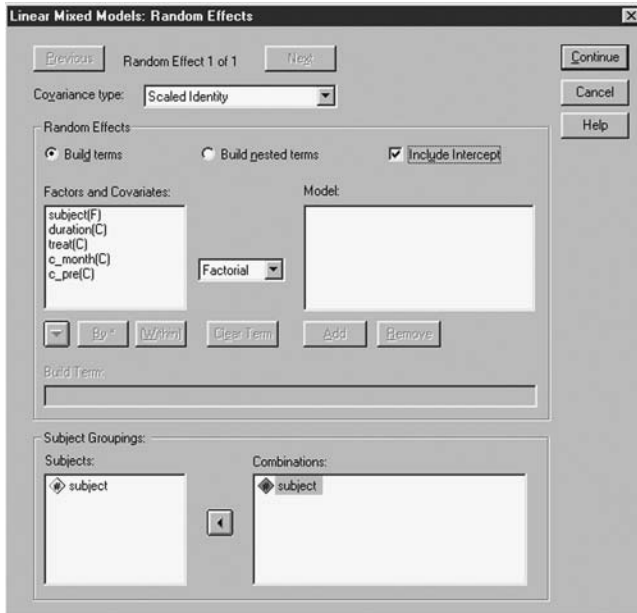 Linear Mixed Models: Random Effects
Previous Random Effect 1 of 1 Next
Continue
Covariance type: Scaled Identity
Cancel
Help
Random Effects
Build terms Build nested terms Include Intercept
Factors and Covariates: Model:
subject(F)
duration(C)
treat(C)
c_month(C)
c_pre(C)
Factorial
By * (Within) Clear Term Add Remove
Build Term:
Subject Groupings:
Subjects: Combinations:
subject subject